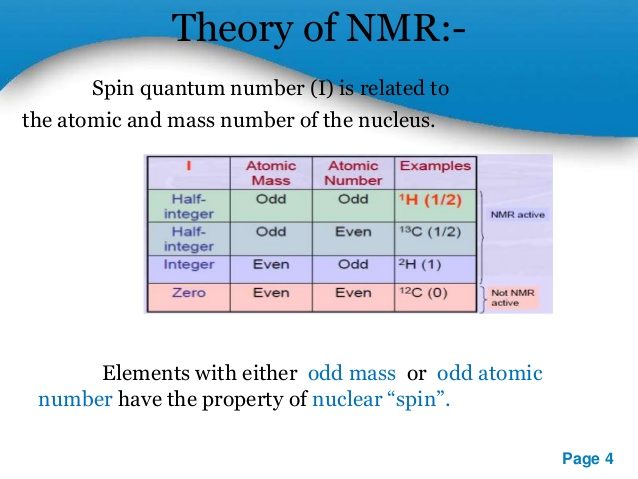 Theory of NMR:-
Spin quantum number (I) is related to
the atomic and mass number of the nucleus.
I Atomic Mass Atomic Number Examples
Half-integer Odd Odd ¹H (1/2)
Half-integer Odd Even ¹³C (1/2)
Integer Even Odd ²H (1)
Zero Even Even ¹²C (0)
NMR active
Not NMR
active
Elements with either odd mass or odd atomic
number have the property of nuclear “spin”.
Page 4